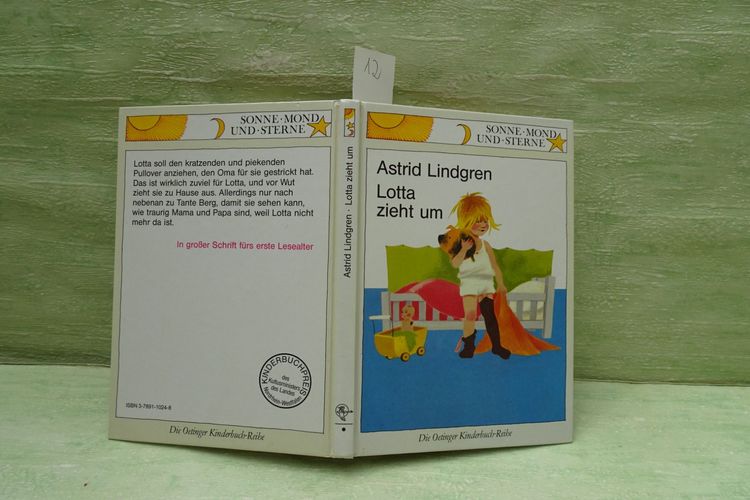 12
SONNE·MOND
UND·STERNE
Lotta soll den kratzenden und piekenden
Pullover anziehen, den Oma für sie gestrickt hat.
Das ist wirklich zuviel für Lotta, und vor Wut
zieht sie zu Hause aus. Allerdings nur nach
nebenan zu Tante Berg, damit sie sehen kann,
wie traurig Mama und Papa sind, weil Lotta nicht
mehr da ist.
In großer Schrift fürs erste Lesealter
KINDERBUCHPREIS
des
Kultusministers
des Landes
Nordrhein-Westfalen
ISBN 3-7891-1024-8
Die Oetinger Kinderbuch-Reihe
Astrid Lindgren · Lotta zieht um
SONNE·MOND
UND·STERNE
Astrid Lindgren
Lotta
zieht um
Die Oetinger Kinderbuch-Reihe